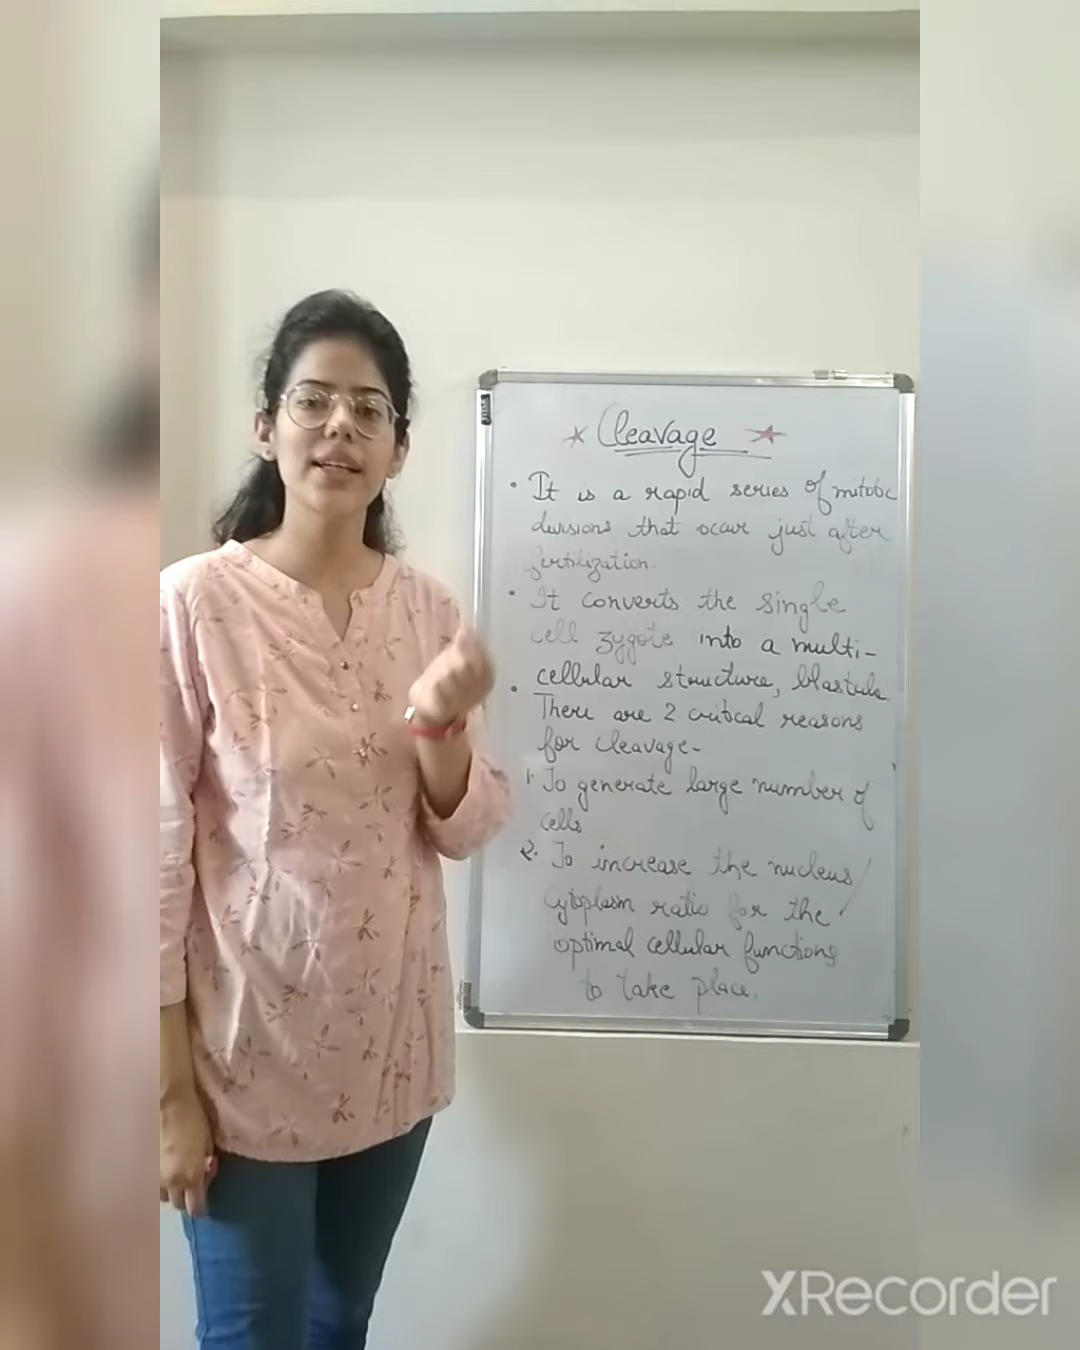 Cleavage
• It is a rapid series of mitotic
divisions that occur just after
fertilization.
• It converts the single
cell zygote into a multi-
cellular structure, blastula
• There are 2 critical reasons
for cleavage-
1. To generate large number of
cells
2. To increase the nucleus/
cytoplasm ratio for the
optimal cellular functions
to take place.
XRecorder